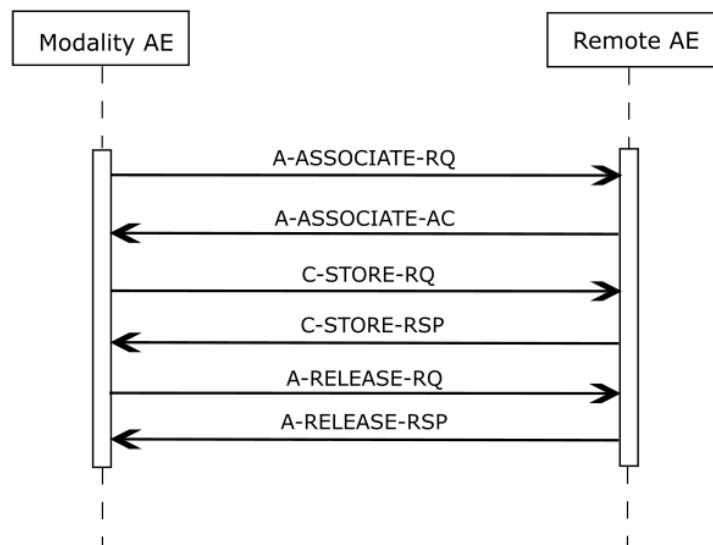 Modality AE
Remote AE
A-ASSOCIATE-RQ
A-ASSOCIATE-AC
C-STORE-RQ
C-STORE-RSP
A-RELEASE-RQ
A-RELEASE-RSP